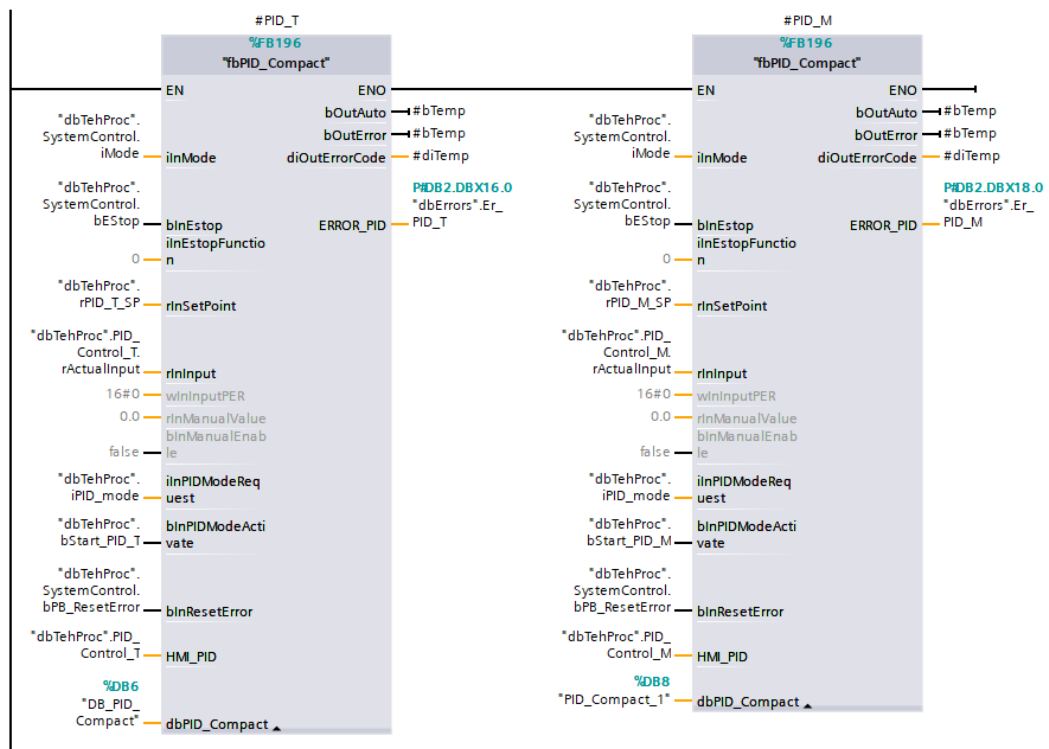 #PID_T
%FB196
"fbPID_Compact"
EN
ENO
bOutAuto
#bTemp
bOutError
#bTemp
"dbTehProc".
SystemControl.
iMode
iInMode
diOutErrorCode
#diTemp
"dbTehProc".
SystemControl.
bEStop
bInEstop
P#DB2.DBX16.0
"dbErrors".Er_
PID_T
ERROR_PID
0
iInEstopFunctio
n
"dbTehProc".
rPID_T_SP
rInSetPoint
"dbTehProc".PID_
Control_T.
rActualInput
rInInput
16#0
wInInputPER
0.0
rInManualValue
false
bInManualEnab
le
"dbTehProc".
iPID_mode
iInPIDModeReq
uest
"dbTehProc".
bStart_PID_T
bInPIDModeActi
vate
"dbTehProc".
SystemControl.
bPB_ResetError
bInResetError
"dbTehProc".PID_
Control_T
HMI_PID
%DB6
"DB_PID_
Compact"
dbPID_Compact
#PID_M
%FB196
"fbPID_Compact"
EN
ENO
bOutAuto
#bTemp
bOutError
#bTemp
"dbTehProc".
SystemControl.
iMode
iInMode
diOutErrorCode
#diTemp
"dbTehProc".
SystemControl.
bEStop
bInEstop
P#DB2.DBX18.0
"dbErrors".Er_
PID_M
ERROR_PID
0
iInEstopFunctio
n
"dbTehProc".
rPID_M_SP
rInSetPoint
"dbTehProc".PID_
Control_M.
rActualInput
rInInput
16#0
wInInputPER
0.0
rInManualValue
false
bInManualEnab
le
"dbTehProc".
iPID_mode
iInPIDModeReq
uest
"dbTehProc".
bStart_PID_M
bInPIDModeActi
vate
"dbTehProc".
SystemControl.
bPB_ResetError
bInResetError
"dbTehProc".PID_
Control_M
HMI_PID
%DB8
"PID_Compact_1"
dbPID_Compact